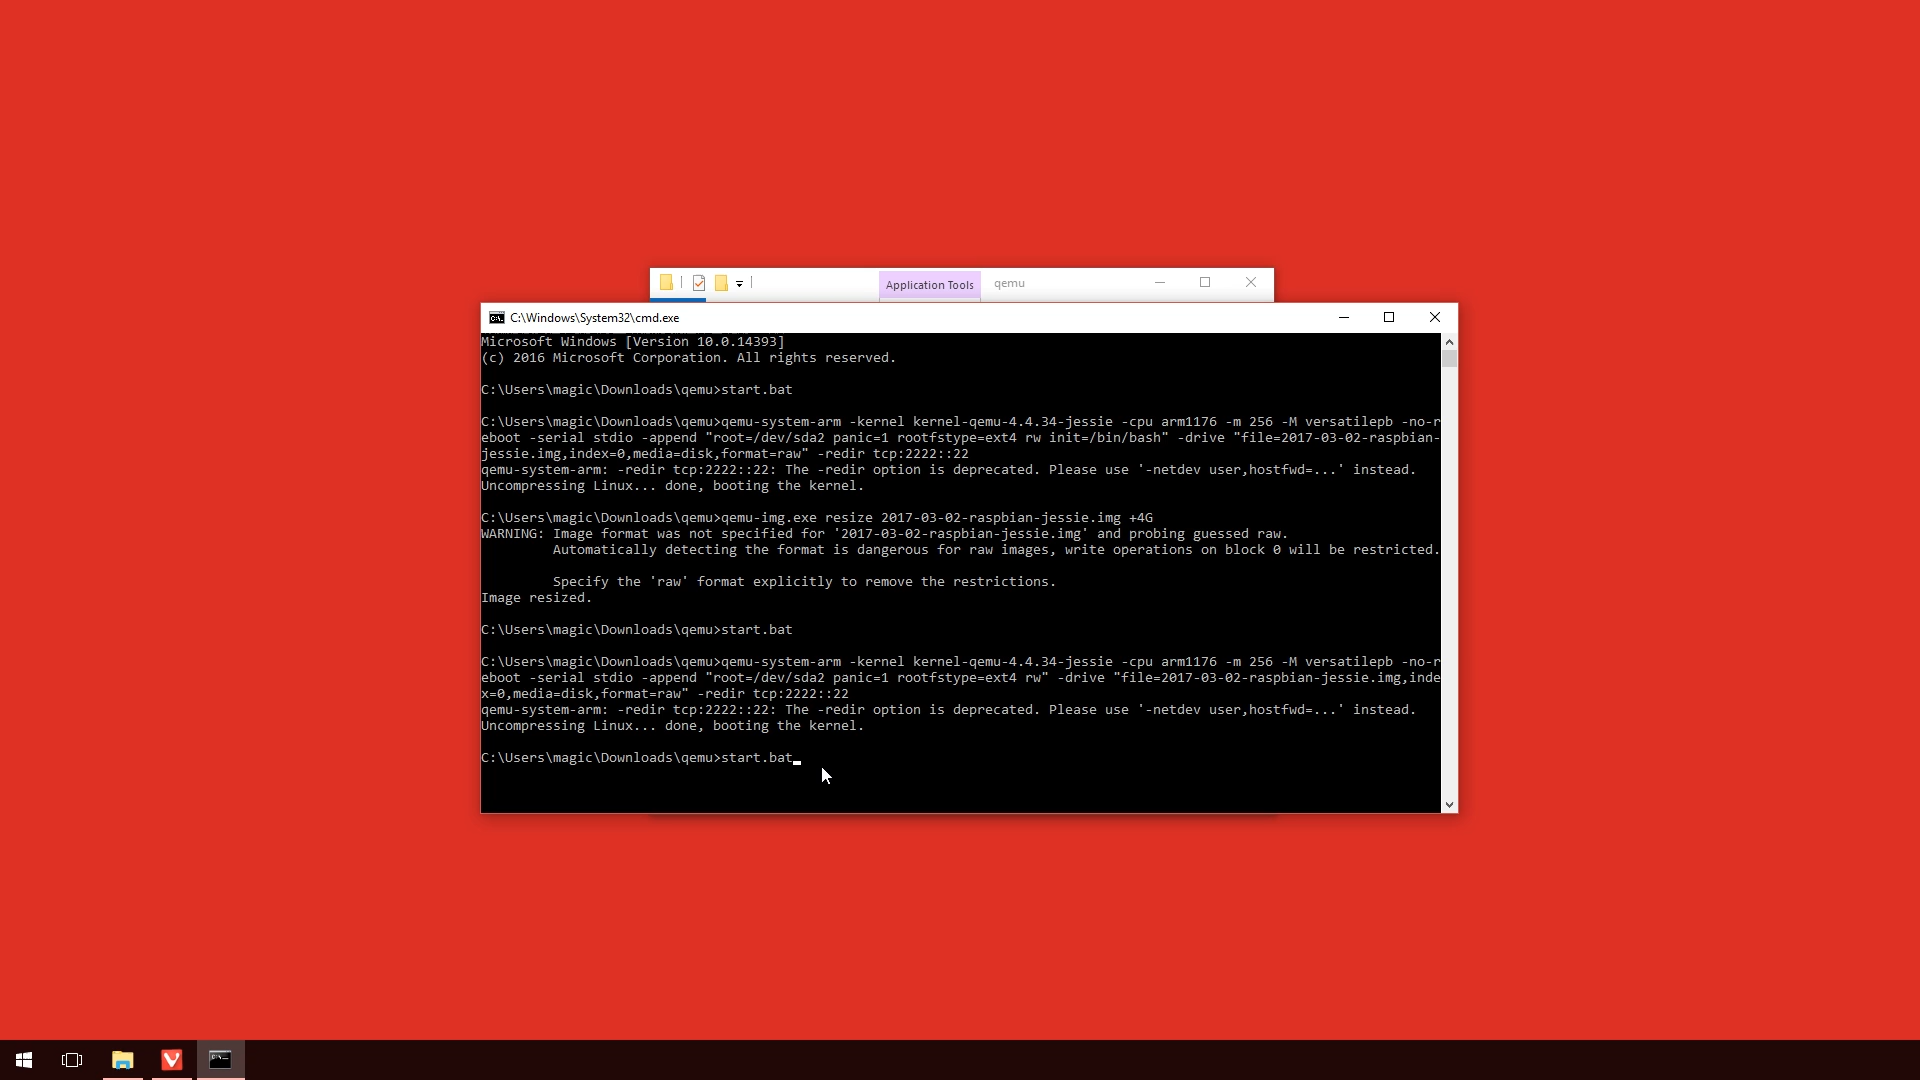 Application Tools qemu
C:\Windows\System32\cmd.exe
Microsoft Windows [Version 10.0.14393]
(c) 2016 Microsoft Corporation. All rights reserved.
C:\Users\magic\Downloads\qemu>start.bat
C:\Users\magic\Downloads\qemu>qemu-system-arm -kernel kernel-qemu-4.4.34-jessie -cpu arm1176 -m 256 -M versatilepb -no-r
eboot -serial stdio -append "root=/dev/sda2 panic=1 rootfstype=ext4 rw init=/bin/bash" -drive "file=2017-03-02-raspbian-
jessie.img,index=0,media=disk,format=raw" -redir tcp:2222::22
qemu-system-arm: -redir tcp:2222::22: The -redir option is deprecated. Please use '-netdev user,hostfwd=...' instead.
Uncompressing Linux... done, booting the kernel.
C:\Users\magic\Downloads\qemu>qemu-img.exe resize 2017-03-02-raspbian-jessie.img +4G
WARNING: Image format was not specified for '2017-03-02-raspbian-jessie.img' and probing guessed raw.
Automatically detecting the format is dangerous for raw images, write operations on block 0 will be restricted.
Specify the 'raw' format explicitly to remove the restrictions.
Image resized.
C:\Users\magic\Downloads\qemu>start.bat
C:\Users\magic\Downloads\qemu>qemu-system-arm -kernel kernel-qemu-4.4.34-jessie -cpu arm1176 -m 256 -M versatilepb -no-r
eboot -serial stdio -append "root=/dev/sda2 panic=1 rootfstype=ext4 rw" -drive "file=2017-03-02-raspbian-jessie.img,inde
x=0,media=disk,format=raw" -redir tcp:2222::22
qemu-system-arm: -redir tcp:2222::22: The -redir option is deprecated. Please use '-netdev user,hostfwd=...' instead.
Uncompressing Linux... done, booting the kernel.
C:\Users\magic\Downloads\qemu>start.bat